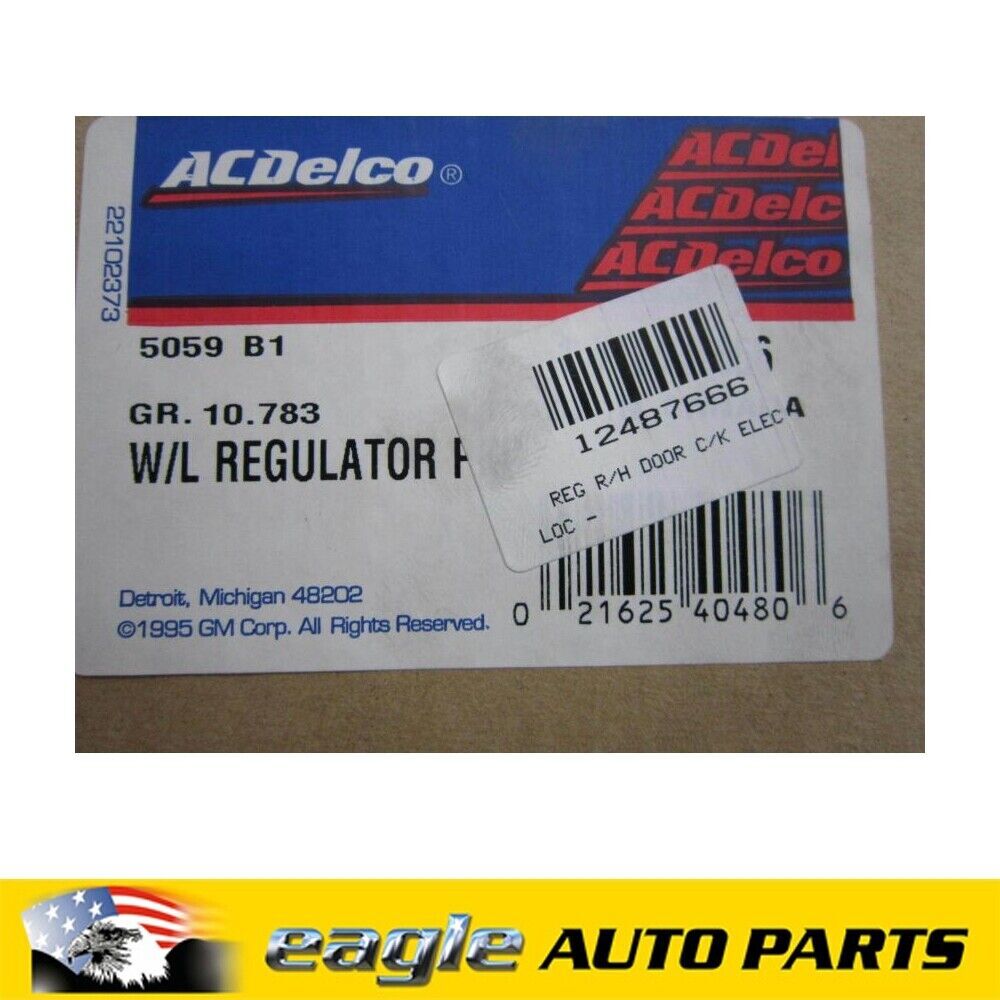 ACDelco ®
ACDel
ACDelc
ACDelco
22102373
5059 B1
6
GR. 10.783
A
W/L REGULATOR
12487666
REG R/H DOOR C/K ELEC
LOC -
Detroit, Michigan 48202
©1995 GM Corp. All Rights Reserved.
0 21625 40480 6
eagle AUTO PARTS